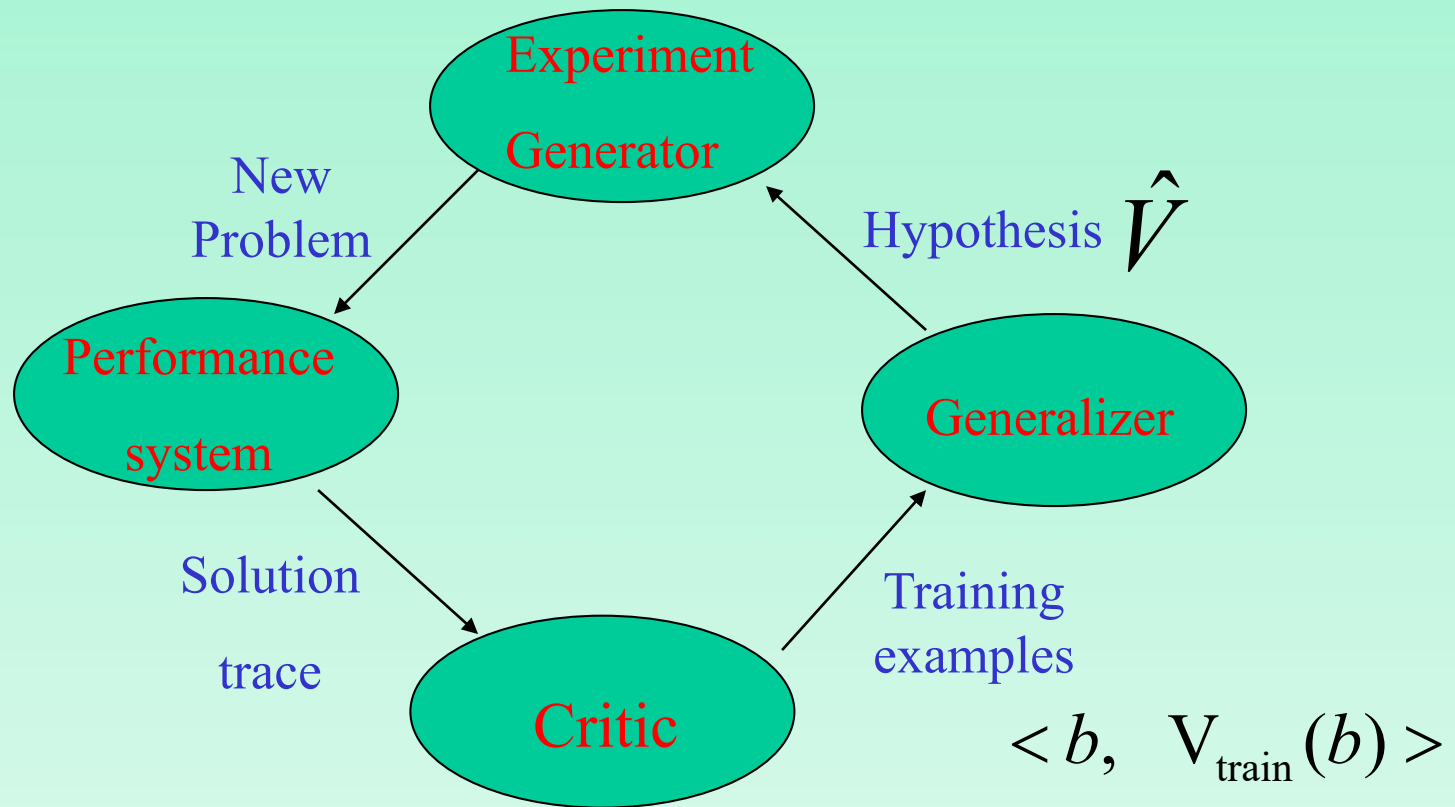 Experiment
Generator
New
Problem
Hypothesis V̂
Performance
system
Generalizer
Solution
trace
Training
examples
Critic
< b, V_train (b) >